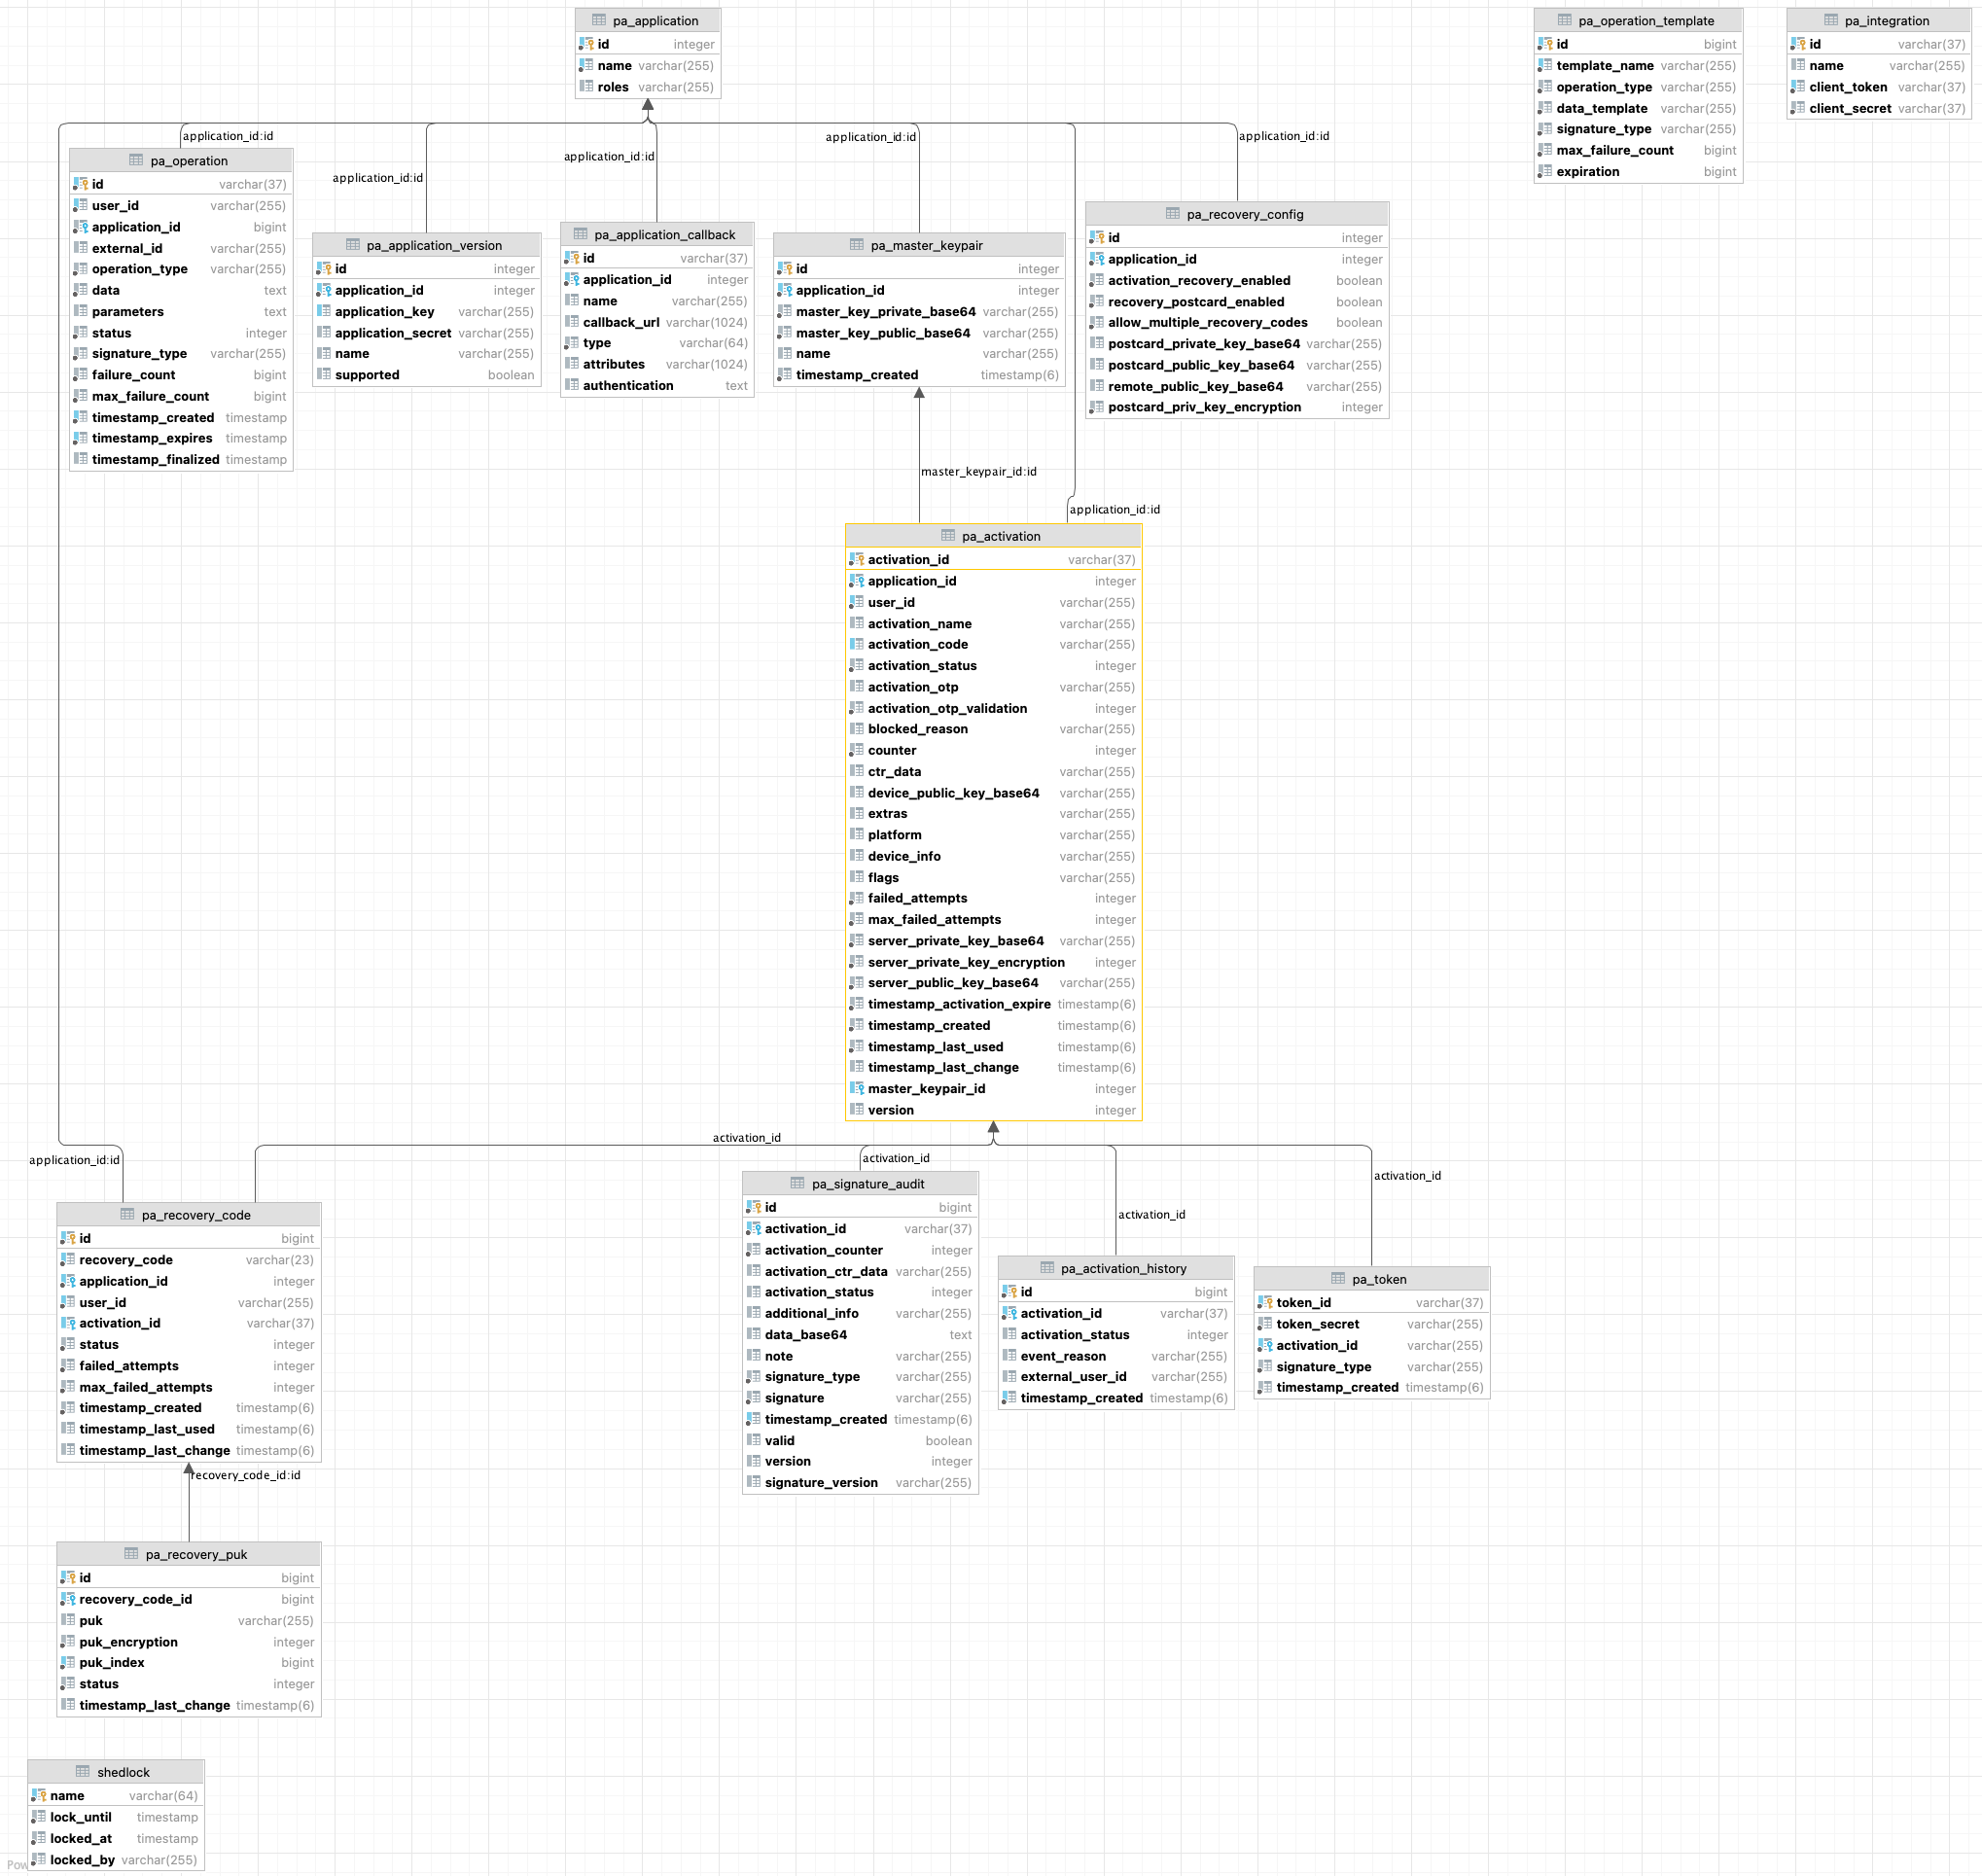 pa_application
id integer
name varchar(255)
roles varchar(255)
pa_operation_template
id bigint
template_name varchar(255)
operation_type varchar(255)
data_template varchar(255)
signature_type varchar(255)
max_failure_count bigint
expiration bigint
pa_integration
id varchar(37)
name varchar(255)
client_token varchar(37)
client_secret varchar(37)
application_id:id
application_id:id
application_id:id
application_id:id
application_id:id
pa_operation
id varchar(37)
user_id varchar(255)
application_id bigint
external_id varchar(255)
operation_type varchar(255)
data text
parameters text
status integer
signature_type varchar(255)
failure_count bigint
max_failure_count bigint
timestamp_created timestamp
timestamp_expires timestamp
timestamp_finalized timestamp
pa_application_version
id integer
application_id integer
application_key varchar(255)
application_secret varchar(255)
name varchar(255)
supported boolean
pa_application_callback
id varchar(37)
application_id integer
name varchar(255)
callback_url varchar(1024)
type varchar(64)
attributes varchar(1024)
authentication text
pa_master_keypair
id integer
application_id integer
master_key_private_base64 varchar(255)
master_key_public_base64 varchar(255)
name varchar(255)
timestamp_created timestamp(6)
pa_recovery_config
id integer
application_id integer
activation_recovery_enabled boolean
recovery_postcard_enabled boolean
allow_multiple_recovery_codes boolean
postcard_private_key_base64 varchar(255)
postcard_public_key_base64 varchar(255)
remote_public_key_base64 varchar(255)
postcard_priv_key_encryption integer
master_keypair_id:id
application_id:id
pa_activation
activation_id varchar(37)
application_id integer
user_id varchar(255)
activation_name varchar(255)
activation_code varchar(255)
activation_status integer
activation_otp varchar(255)
activation_otp_validation integer
blocked_reason varchar(255)
counter integer
ctr_data varchar(255)
device_public_key_base64 varchar(255)
extras varchar(255)
platform varchar(255)
device_info varchar(255)
flags varchar(255)
failed_attempts integer
max_failed_attempts integer
server_private_key_base64 varchar(255)
server_private_key_encryption integer
server_public_key_base64 varchar(255)
timestamp_activation_expire timestamp(6)
timestamp_created timestamp(6)
timestamp_last_used timestamp(6)
timestamp_last_change timestamp(6)
master_keypair_id integer
version integer
application_id:id
activation_id
activation_id
activation_id
activation_id
pa_recovery_code
id bigint
recovery_code varchar(23)
application_id integer
user_id varchar(255)
activation_id varchar(37)
status integer
failed_attempts integer
max_failed_attempts integer
timestamp_created timestamp(6)
timestamp_last_used timestamp(6)
timestamp_last_change timestamp(6)
pa_signature_audit
id bigint
activation_id varchar(37)
activation_counter integer
activation_ctr_data varchar(255)
activation_status integer
additional_info varchar(255)
data_base64 text
note varchar(255)
signature_type varchar(255)
signature varchar(255)
timestamp_created timestamp(6)
valid boolean
version integer
signature_version varchar(255)
pa_activation_history
id bigint
activation_id varchar(37)
activation_status integer
event_reason varchar(255)
external_user_id varchar(255)
timestamp_created timestamp(6)
pa_token
token_id varchar(37)
token_secret varchar(255)
activation_id varchar(37)
signature_type varchar(255)
timestamp_created timestamp(6)
recovery_code_id:id
pa_recovery_puk
id bigint
recovery_code_id bigint
puk varchar(255)
puk_encryption integer
puk_index bigint
status integer
timestamp_last_change timestamp(6)
shedlock
name varchar(64)
lock_until timestamp
locked_at timestamp
locked_by varchar(255)